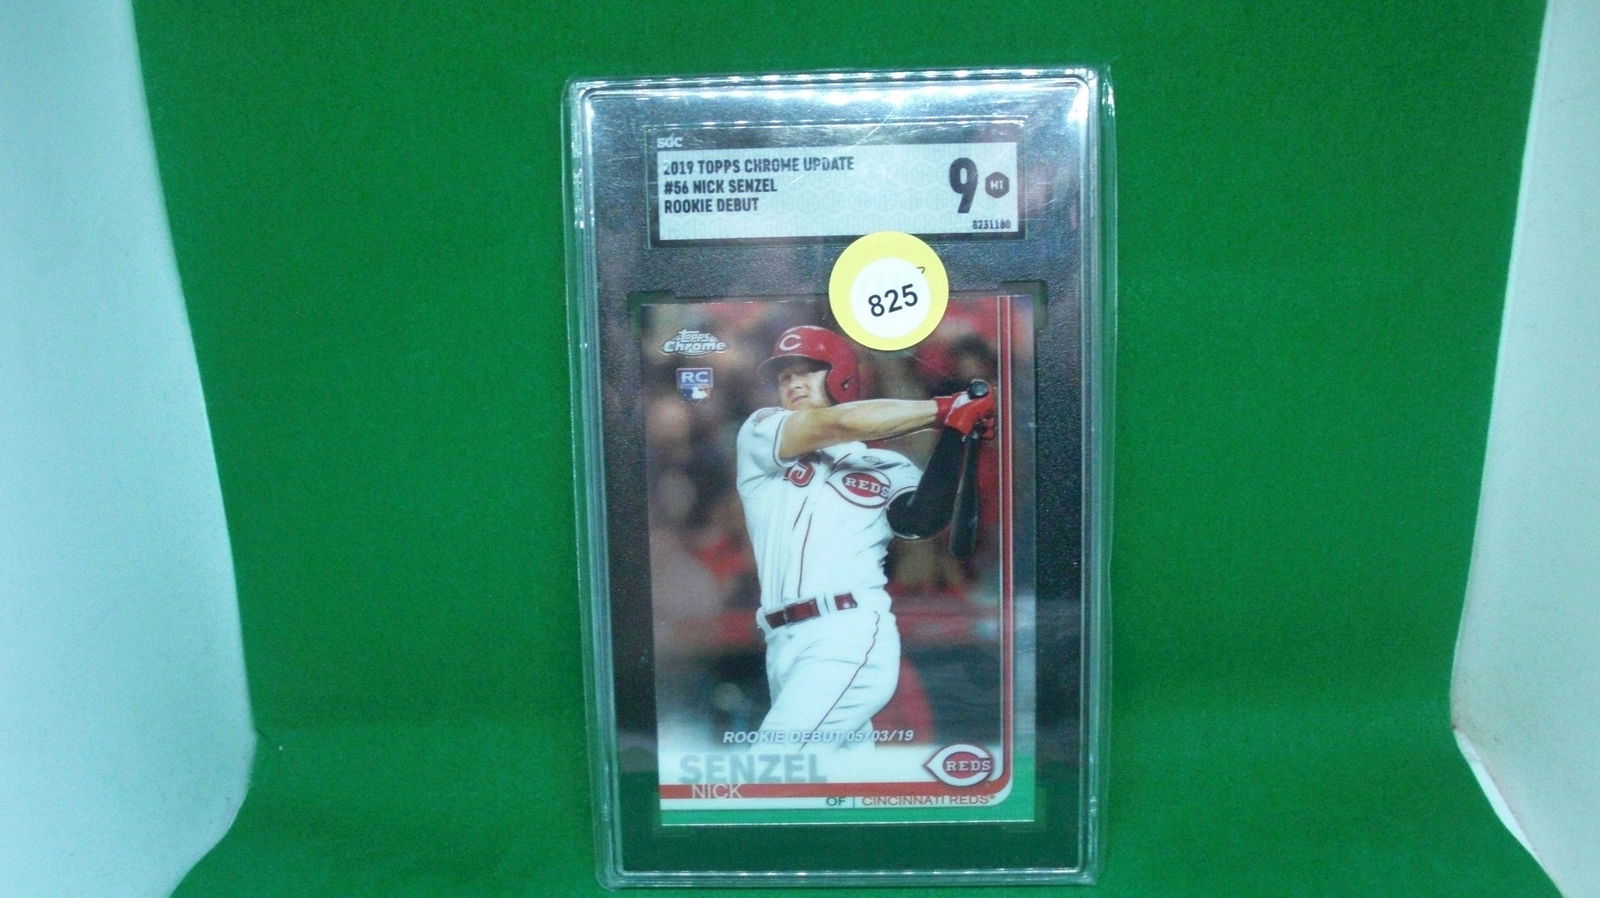 SGC
2019 TOPPS CHROME UPDATE
#56 NICK SENZEL
ROOKIE DEBUT
9 MT
8231180
825
Topps
Chrome
RC
C
REDS
ROOKIE DEBUT 05/03/19
SENZEL
NICK
REDS
OF | CINCINNATI REDS®